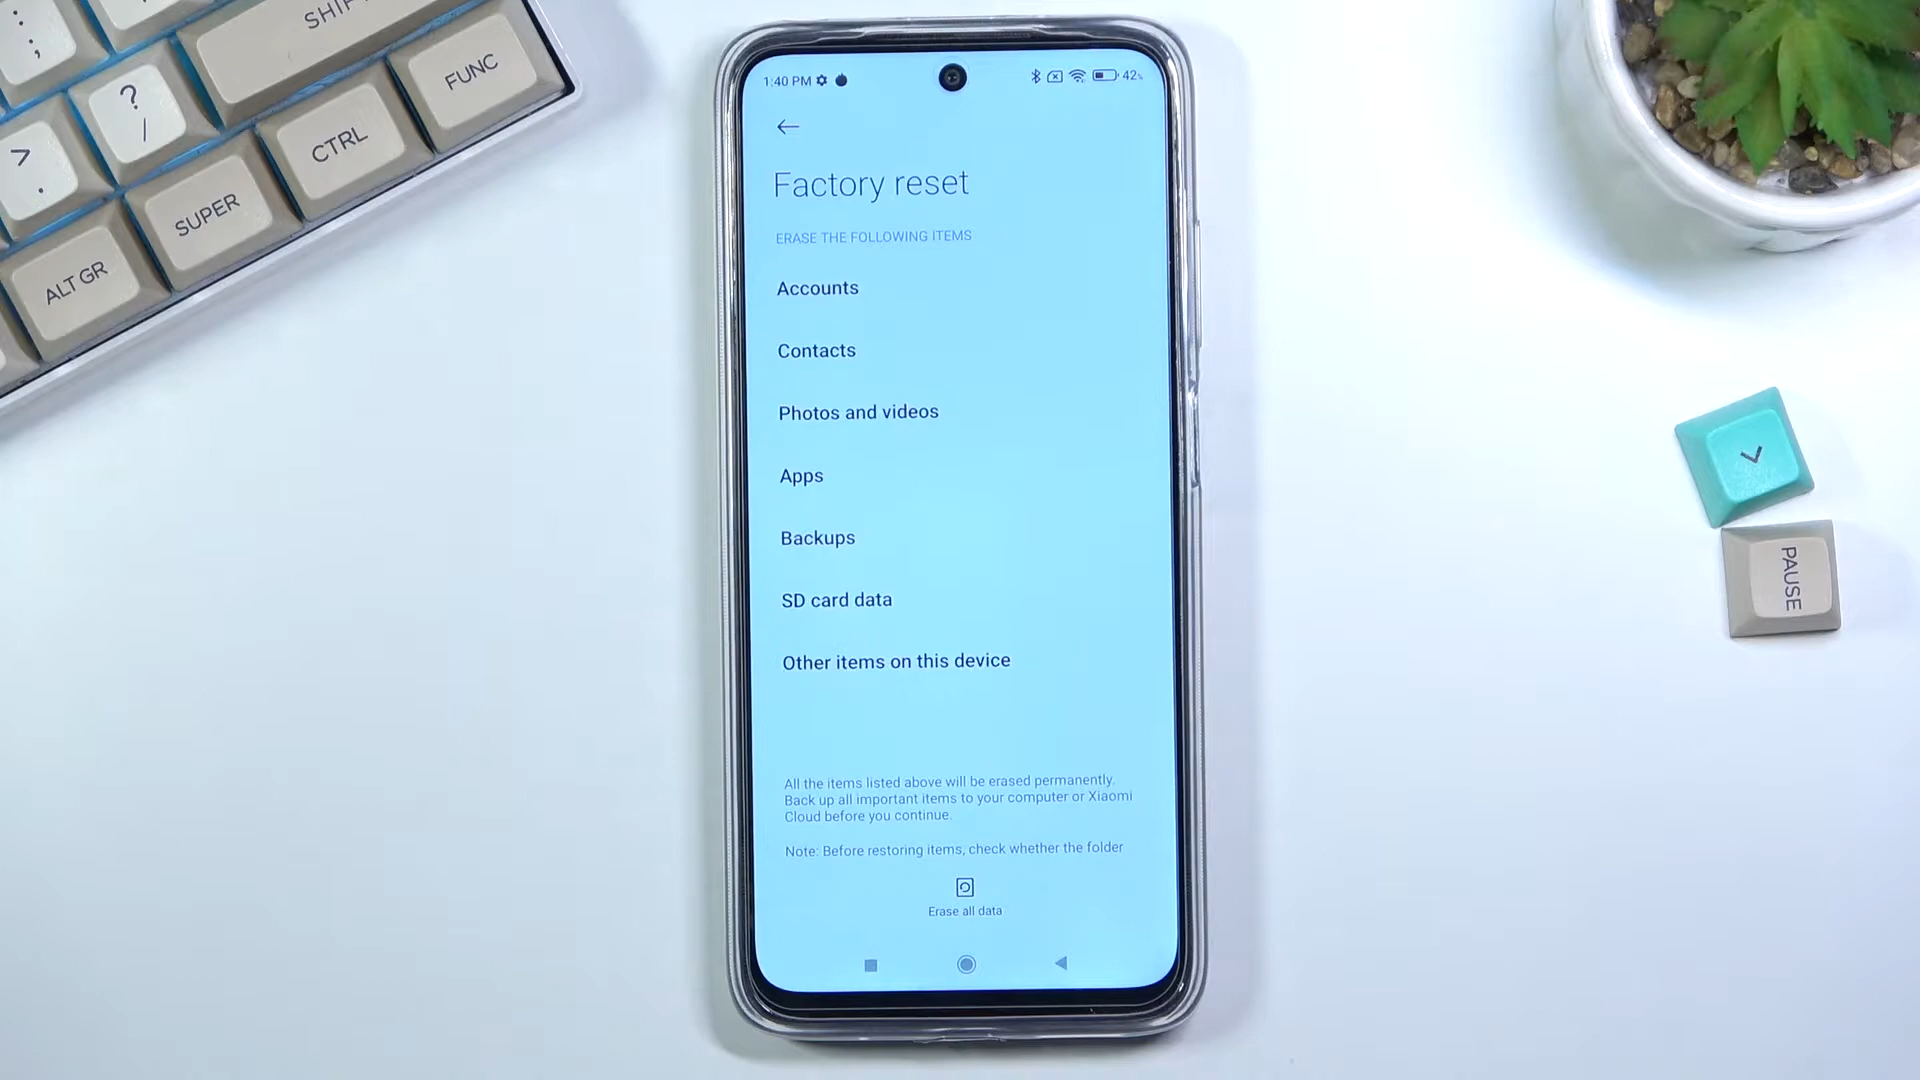 SHIFT
FUNC
? /
CTRL
> .
SUPER
ALT GR
: ;
1:40 PM
42%
Factory reset
ERASE THE FOLLOWING ITEMS
Accounts
Contacts
Photos and videos
Apps
Backups
SD card data
Other items on this device
All the items listed above will be erased permanently.
Back up all important items to your computer or Xiaomi
Cloud before you continue.
Note: Before restoring items, check whether the folder
Erase all data
PAUSE